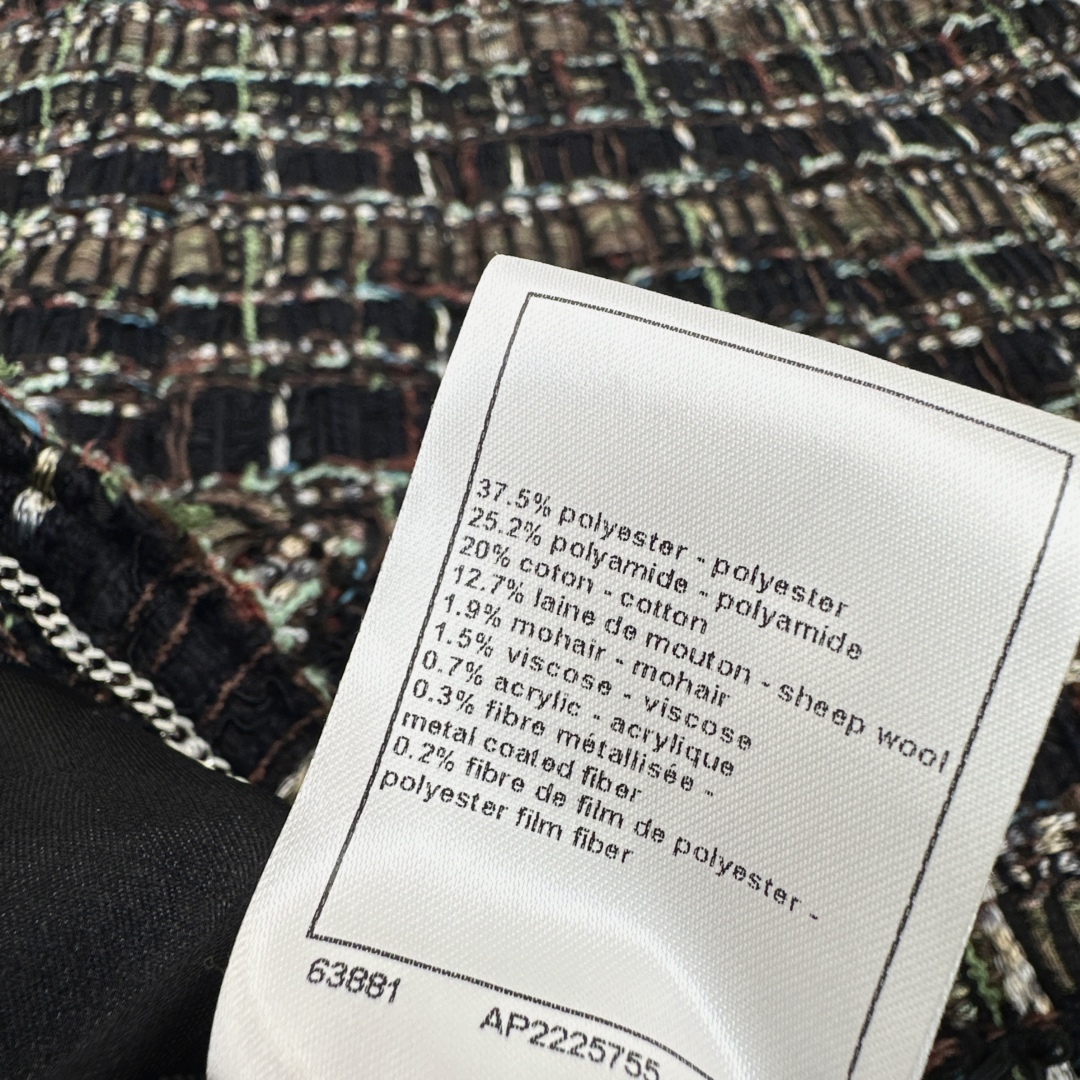 37.5% polyester - polyester
25.2% polyamide - polyamide
20% coton - cotton
12.7% laine de mouton - sheep wool
1.9% mohair - mohair
1.5% viscose - viscose
0.7% acrylic - acrylique
0.3% fibre métallisée -
metal coated fiber
0.2% fibre de film de polyester -
polyester film fiber
63881
AP2225755